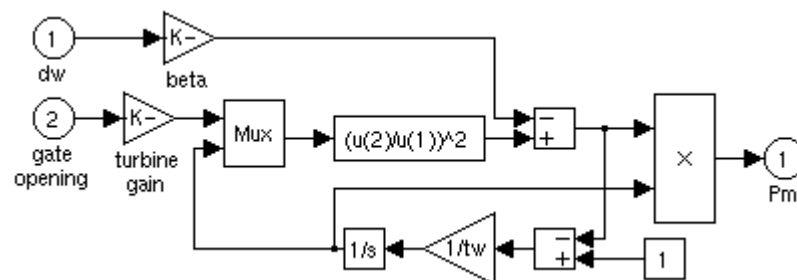 1
dw
K-
beta
2
gate
opening
K-
turbine
gain
Mux
(u(2)/u(1))^2
−
+
×
1
Pm
1/s
1/tw
−
+
1